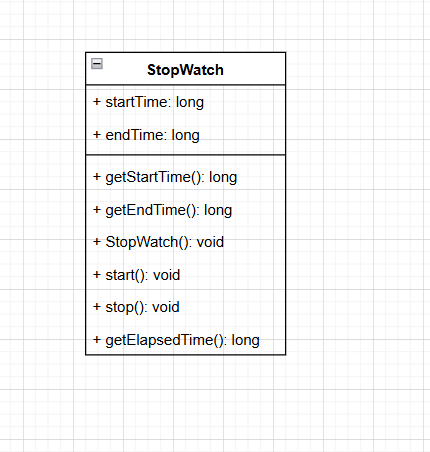 StopWatch
+ startTime: long
+ endTime: long
+ getStartTime(): long
+ getEndTime(): long
+ StopWatch(): void
+ start(): void
+ stop(): void
+ getElapsedTime(): long